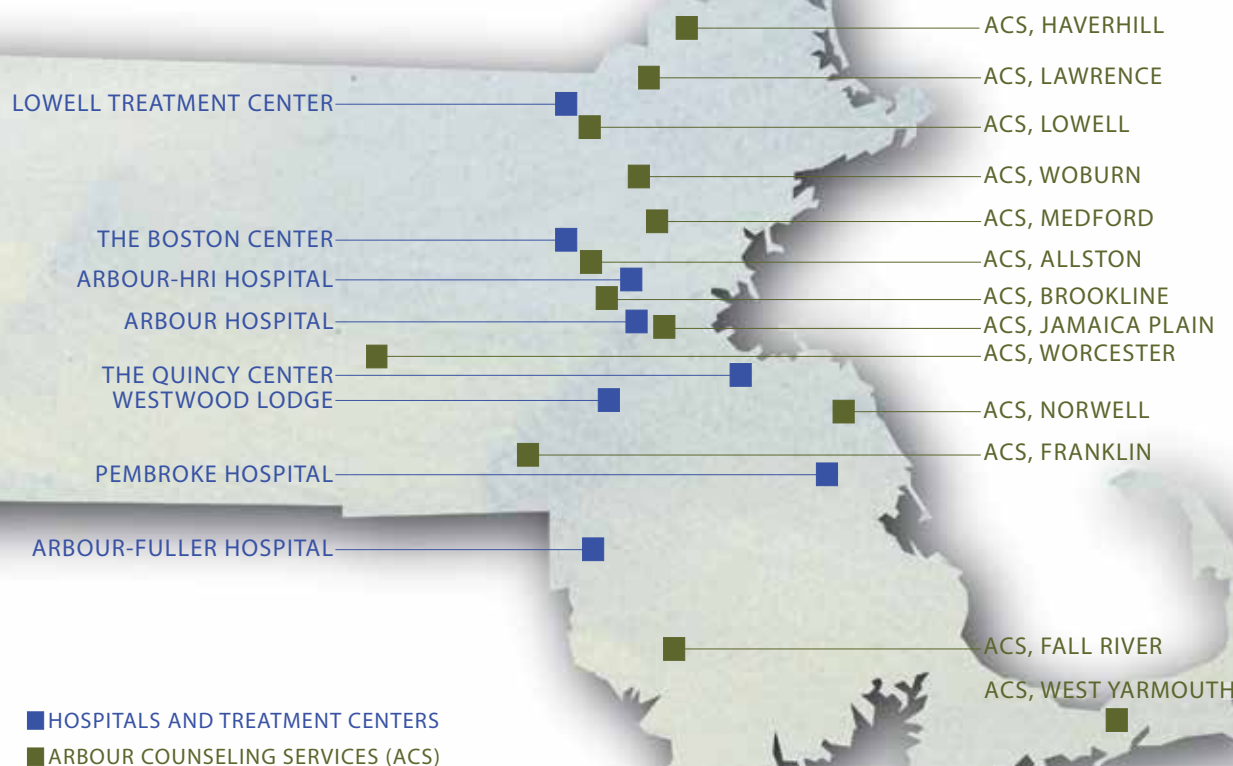 LOWELL TREATMENT CENTER
THE BOSTON CENTER
ARBOUR-HRI HOSPITAL
ARBOUR HOSPITAL
THE QUINCY CENTER
WESTWOOD LODGE
PEMBROKE HOSPITAL
ARBOUR-FULLER HOSPITAL
ACS, HAVERHILL
ACS, LAWRENCE
ACS, LOWELL
ACS, WOBURN
ACS, MEDFORD
ACS, ALLSTON
ACS, BROOKLINE
ACS, JAMAICA PLAIN
ACS, WORCESTER
ACS, NORWELL
ACS, FRANKLIN
ACS, FALL RIVER
ACS, WEST YARMOUTH
HOSPITALS AND TREATMENT CENTERS
ARBOUR COUNSELING SERVICES (ACS)